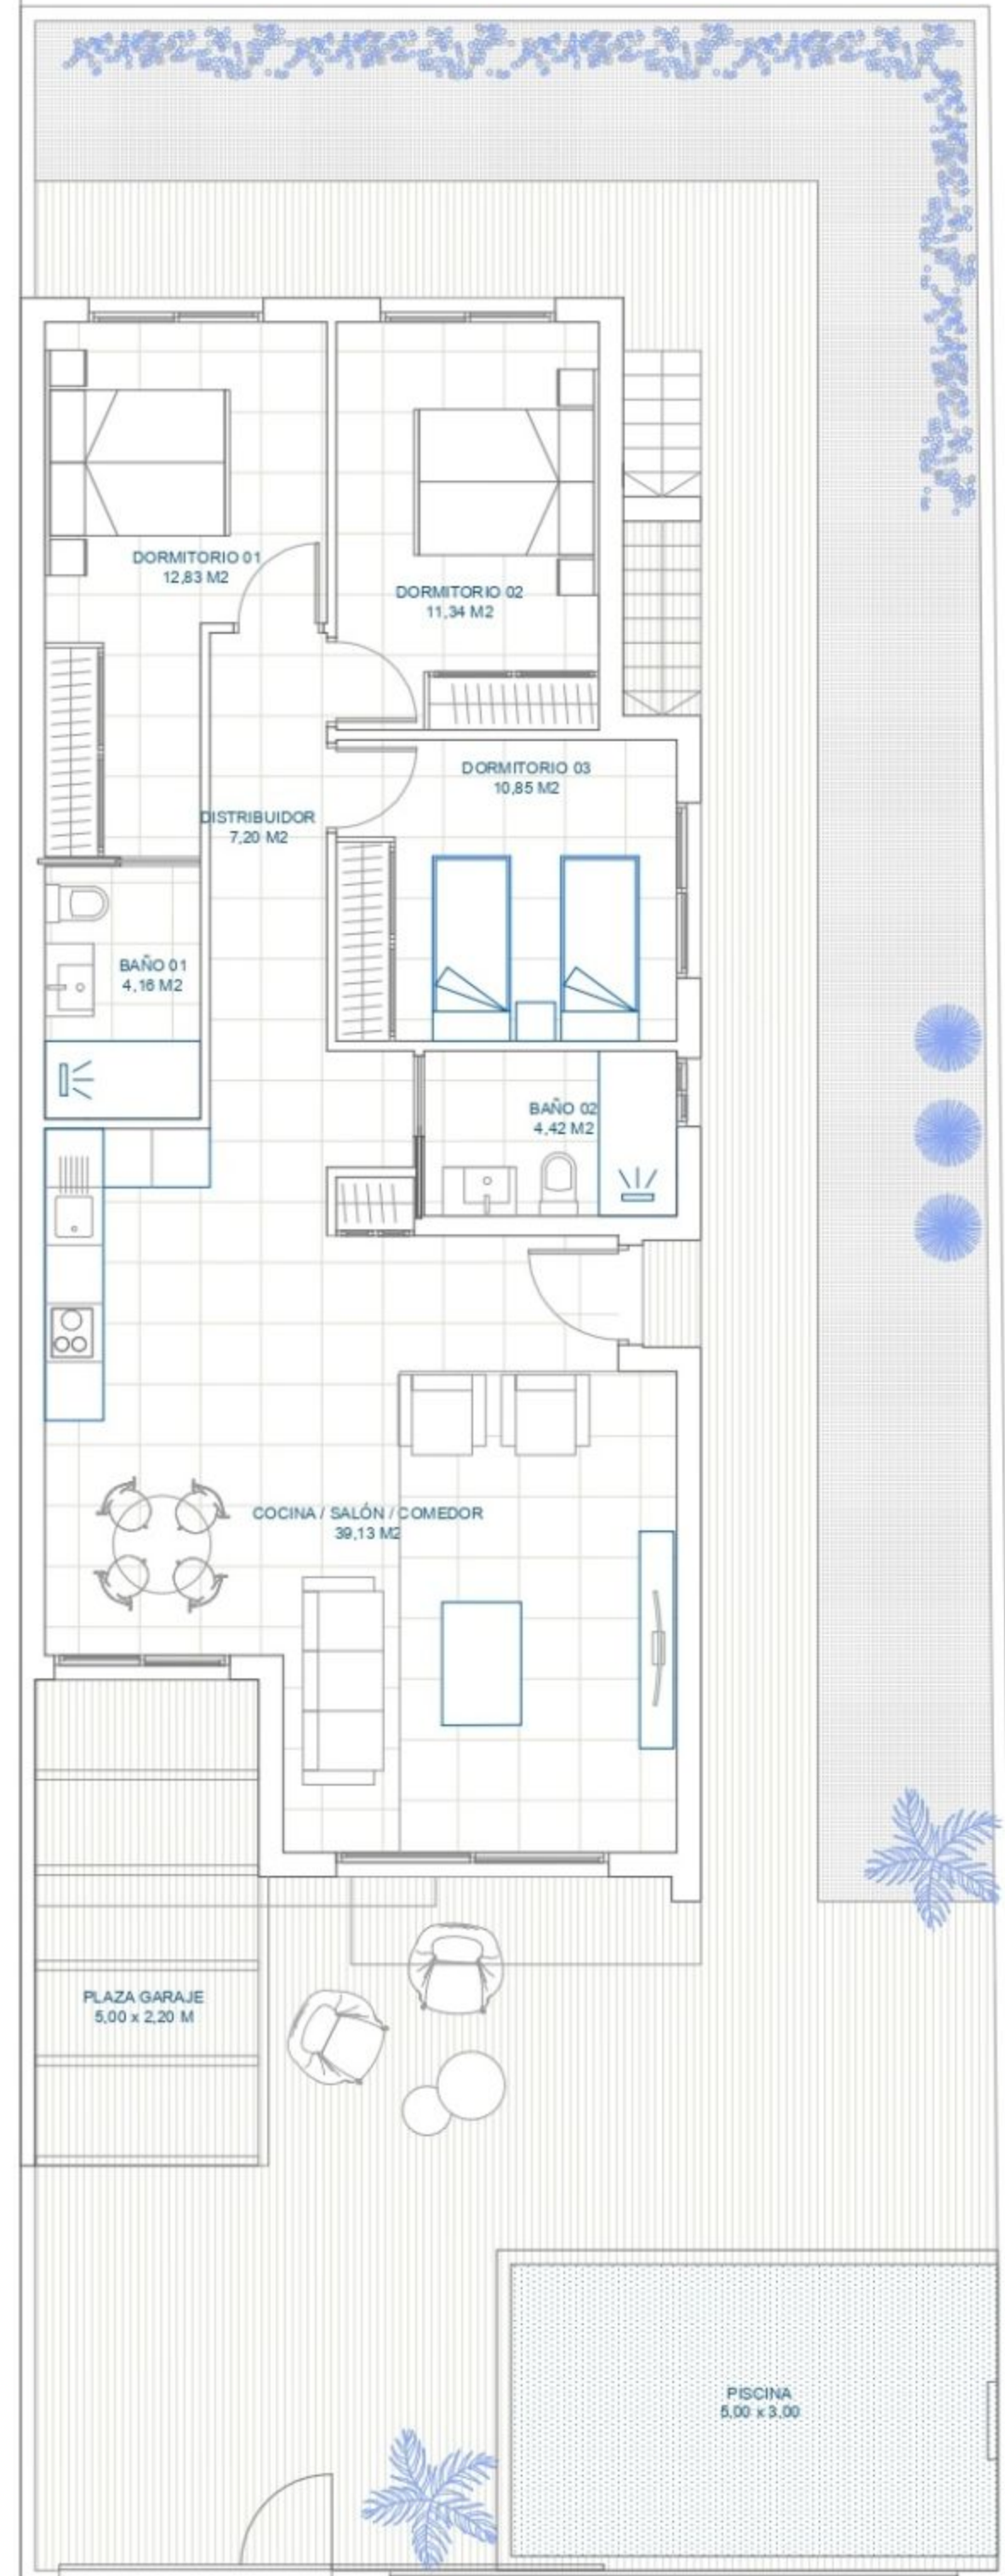 DORMITORIO 01
12,83 M2
DORMITORIO 02
11,34 M2
DORMITORIO 03
10,85 M2
DISTRIBUIDOR
7,20 M2
BAÑO 01
4,16 M2
BAÑO 02
4,42 M2
COCINA / SALÓN / COMEDOR
39,13 M2
PLAZA GARAJE
5,00 x 2,20 M
PISCINA
5,00 x 3,00